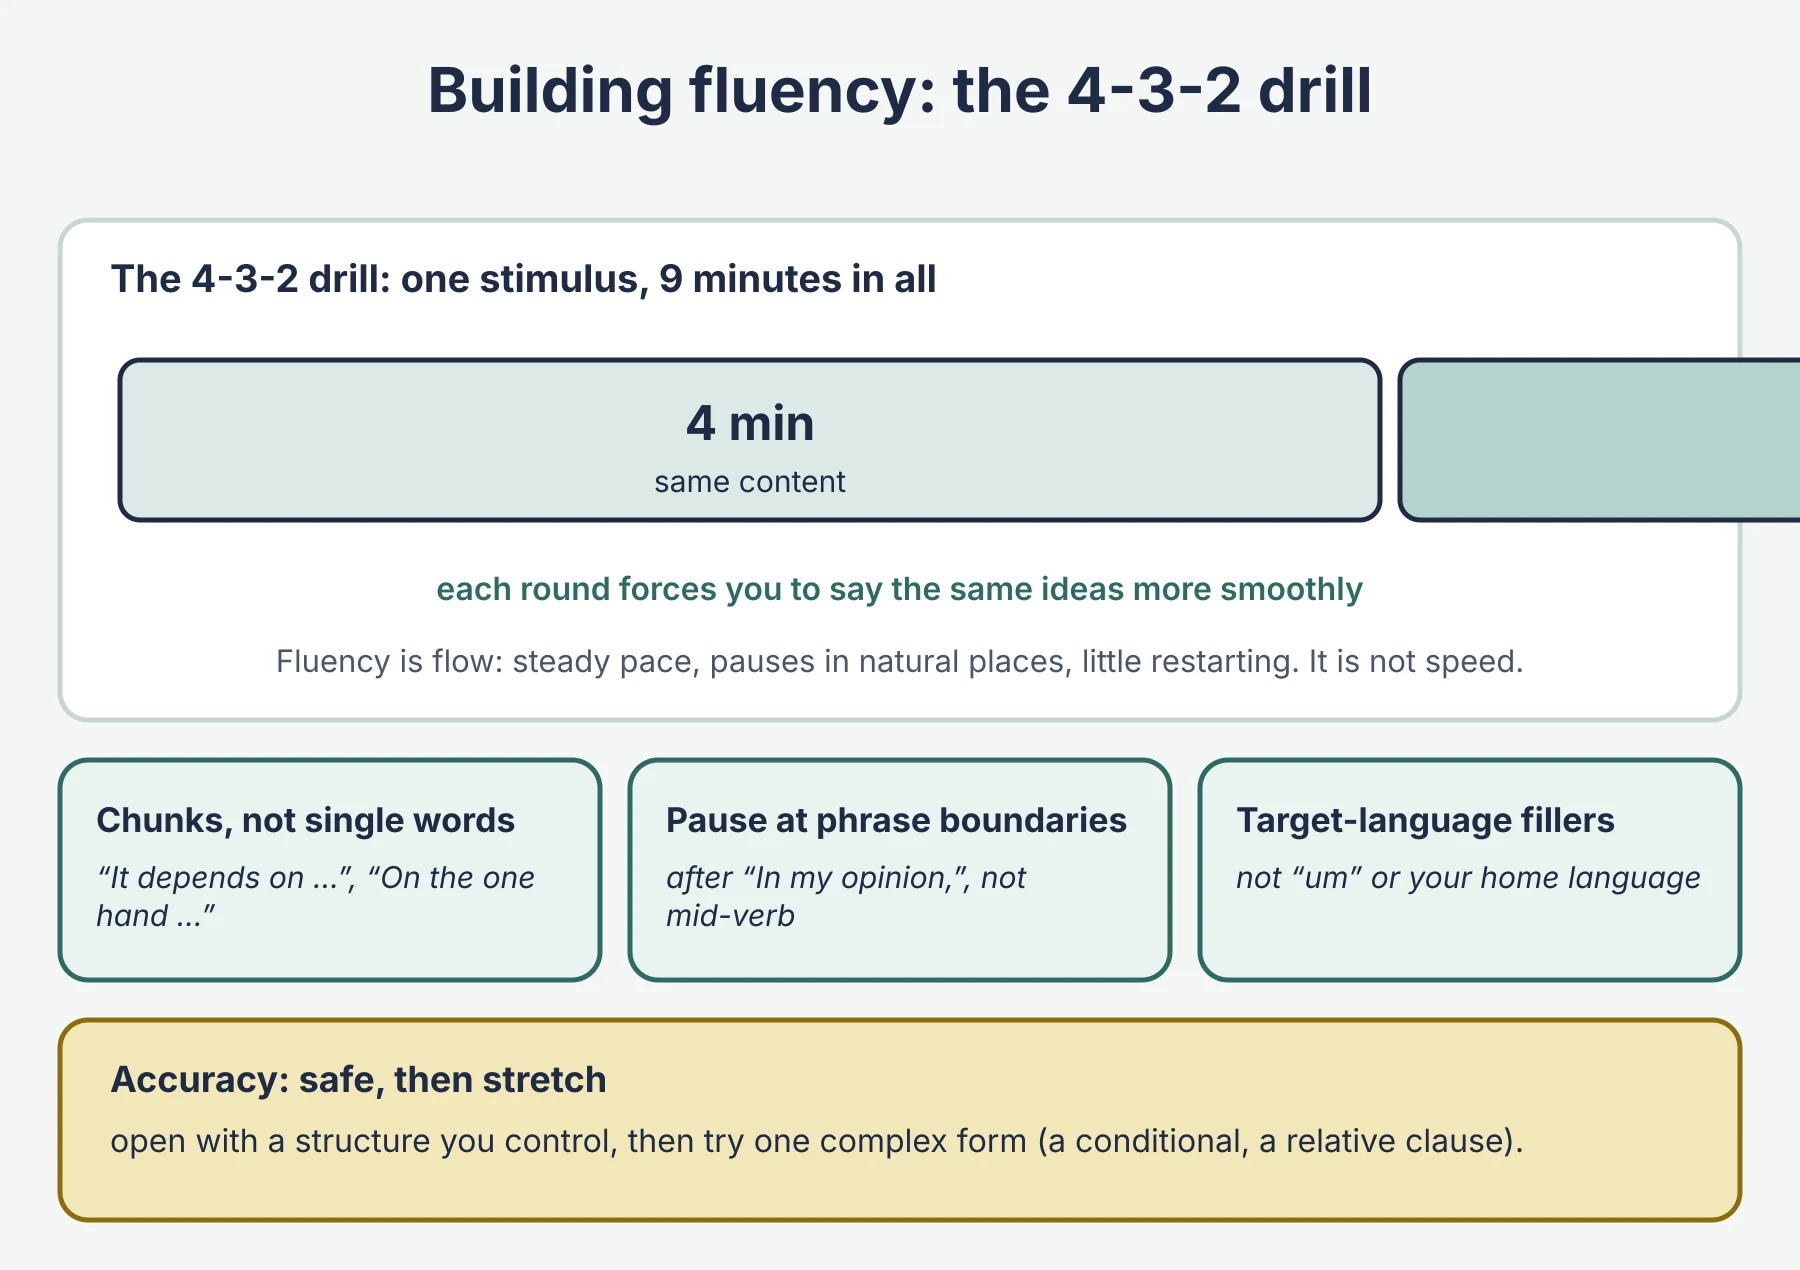 Building fluency: the 4-3-2 drill
The 4-3-2 drill: one stimulus, 9 minutes in all
4 min
same content
each round forces you to say the same ideas more smoothly
Fluency is flow: steady pace, pauses in natural places, little restarting. It is not speed.
Chunks, not single words
“It depends on ...”, “On the one
hand ...”
Pause at phrase boundaries
after “In my opinion,”, not
mid-verb
Target-language fillers
not “um” or your home language
Accuracy: safe, then stretch
open with a structure you control, then try one complex form (a conditional, a relative clause).